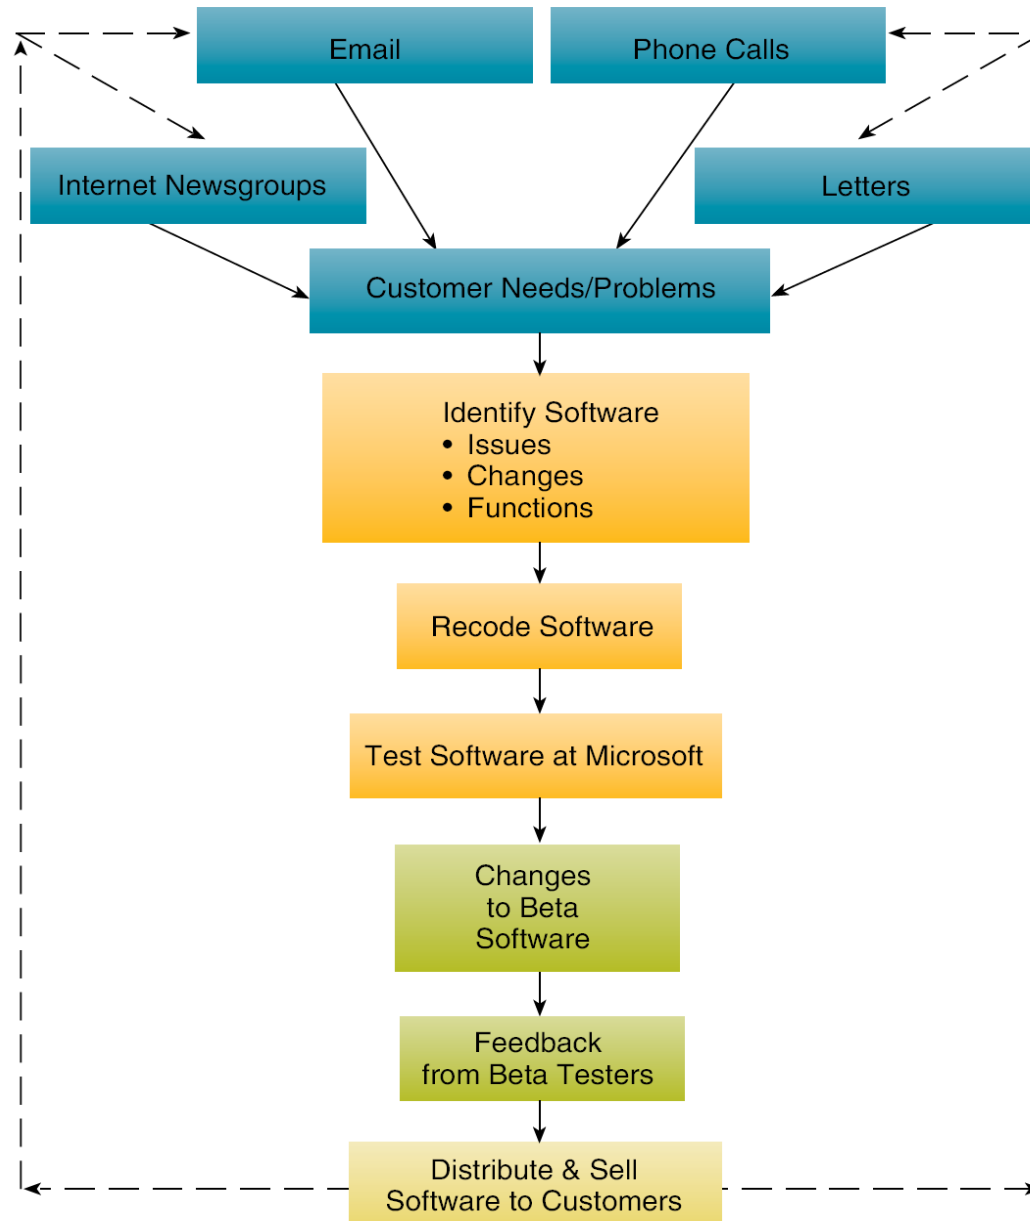 Email
Phone Calls
Internet Newsgroups
Letters
Customer Needs/Problems
Identify Software
• Issues
• Changes
• Functions
Recode Software
Test Software at Microsoft
Changes
to Beta
Software
Feedback
from Beta Testers
Distribute & Sell
Software to Customers